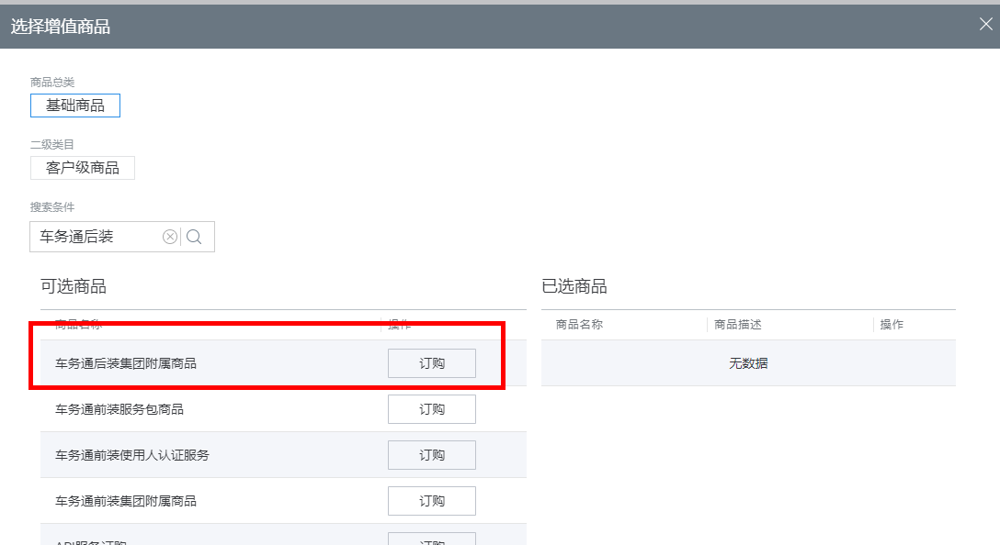 选择增值商品
商品总类
基础商品
二级类目
客户级商品
搜索条件
车务通后装
可选商品
商品名称 操作
车务通后装集团附属商品 订购
车务通前装服务包商品 订购
车务通前装使用人认证服务 订购
车务通前装集团附属商品 订购
API服务订购 订购
已选商品
商品名称 商品描述 操作
无数据